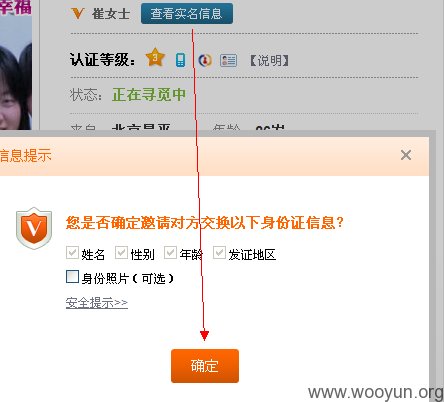 幸福
崔女士 查看实名信息
认证等级： 3 【说明】
状态： 正在寻觅中
来自 北京昌平 年龄 26岁
信息提示
您是否确定邀请对方交换以下身份证信息？
姓名 性别 年龄 发证地区
身份照片（可选）
安全提示>>
确定
www.wooyun.org